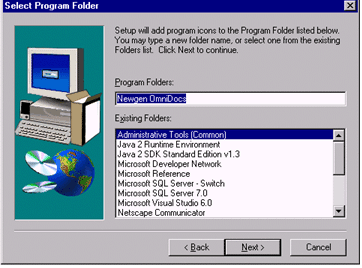 Select Program Folder
Setup will add program icons to the Program Folder listed below.
You may type a new folder name, or select one from the existing
Folders list. Click Next to continue.
Program Folders:
Newgen OmniDocs
Existing Folders:
Administrative Tools (Common)
Java 2 Runtime Environment
Java 2 SDK Standard Edition v1.3
Microsoft Developer Network
Microsoft Reference
Microsoft SQL Server - Switch
Microsoft SQL Server 7.0
Microsoft Visual Studio 6.0
Netscape Communicator
< Back
Next >
Cancel